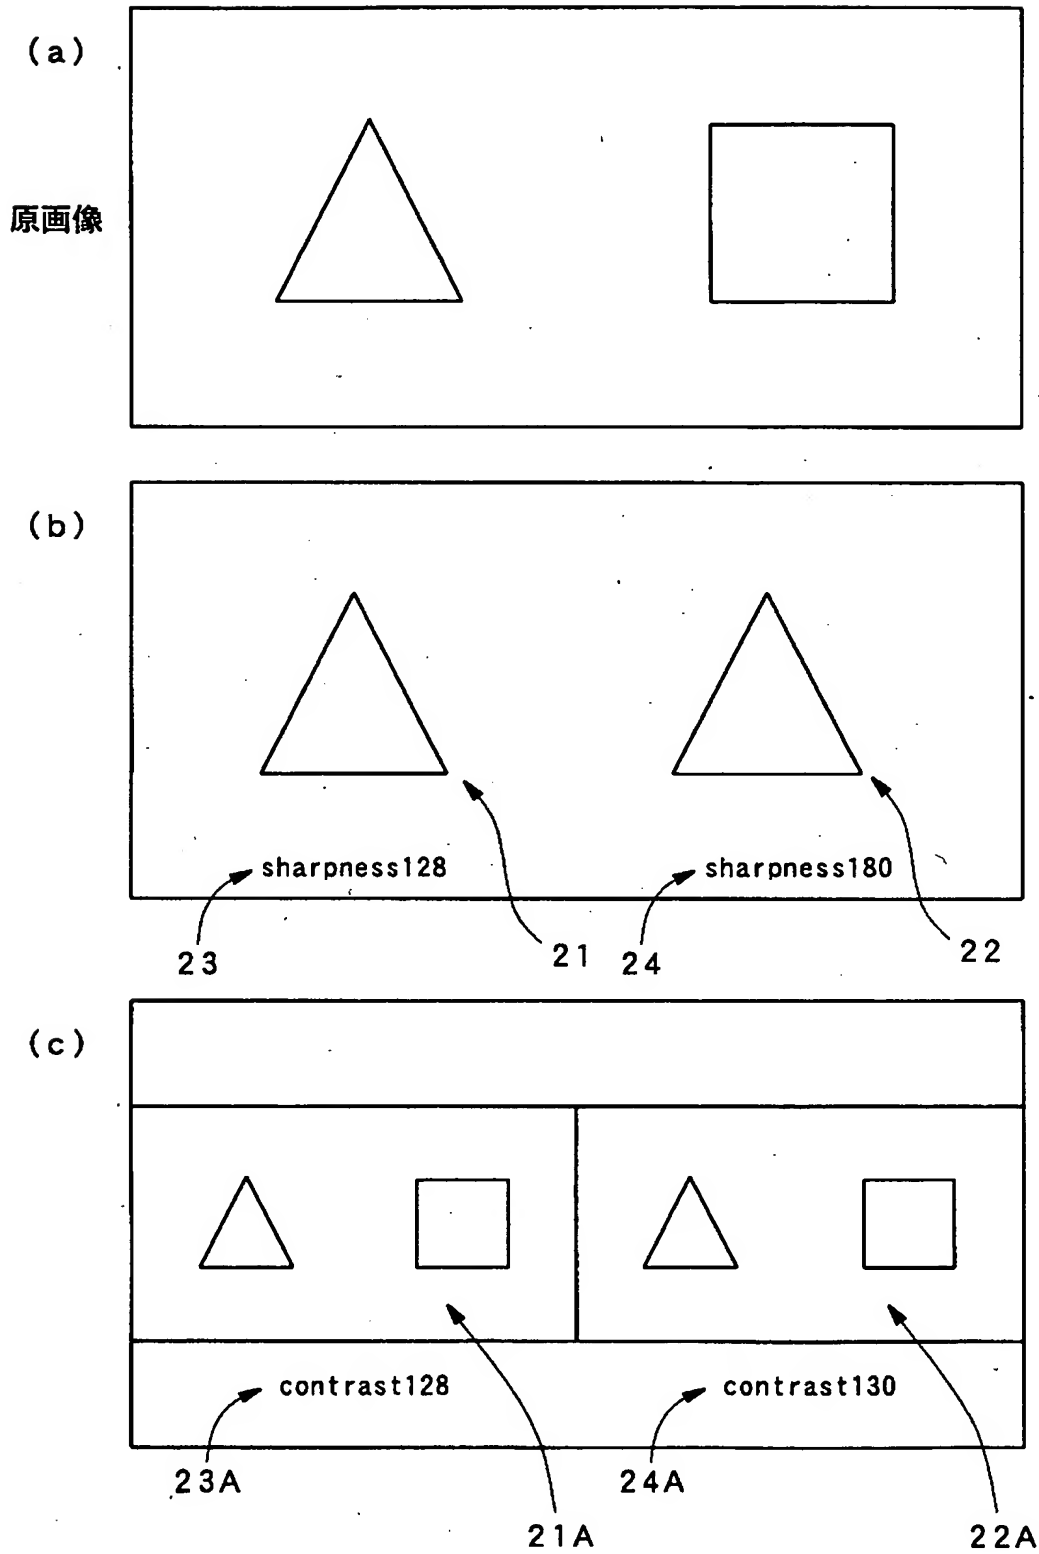 (a)
原画像
(b)
sharpness128 sharpness180
23 21 24 22
(c)
contrast128 contrast130
23A 24A
21A 22A